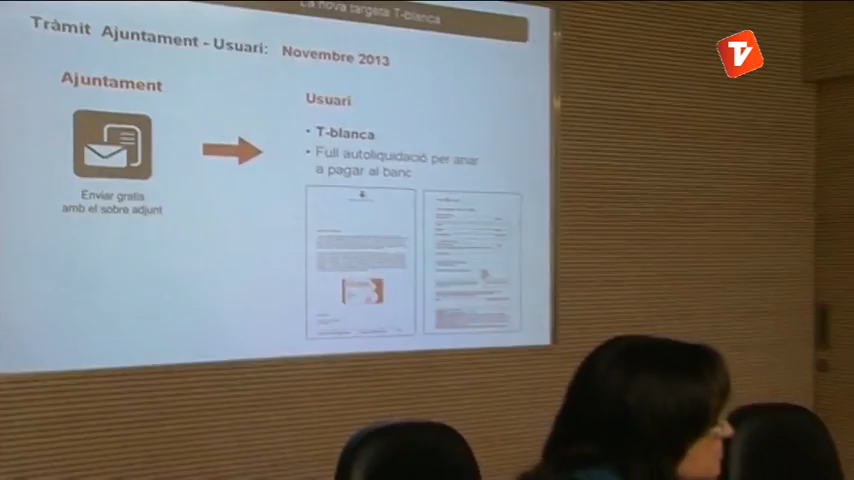 La nova targeta T-blanca
Tràmit Ajuntament - Usuari: Novembre 2013
Ajuntament
Enviar gratis
amb el sobre adjunt
Usuari
• T-blanca
• Full autoliquidació per anar
a pagar al banc
TV